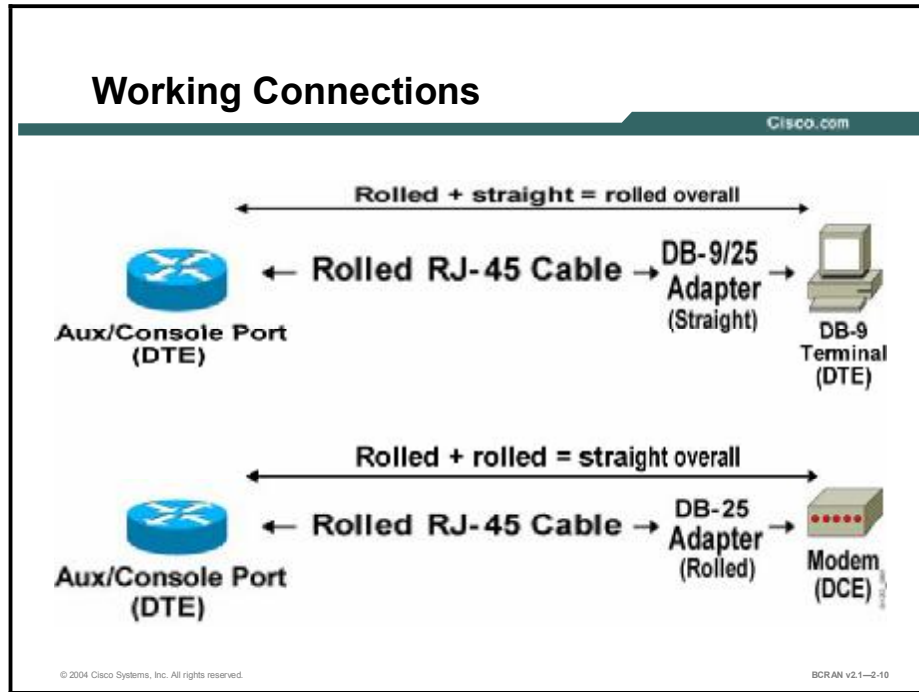 Working Connections
Cisco.com
Rolled + straight = rolled overall
Rolled RJ-45 Cable
DB-9/25
Adapter
(Straight)
Aux/Console Port
(DTE)
DB-9
Terminal
(DTE)
Rolled + rolled = straight overall
Rolled RJ-45 Cable
DB-25
Adapter
(Rolled)
Aux/Console Port
(DTE)
Modem
(DCE)
© 2004 Cisco Systems, Inc. All rights reserved.
BCRAN v2.1—2-10